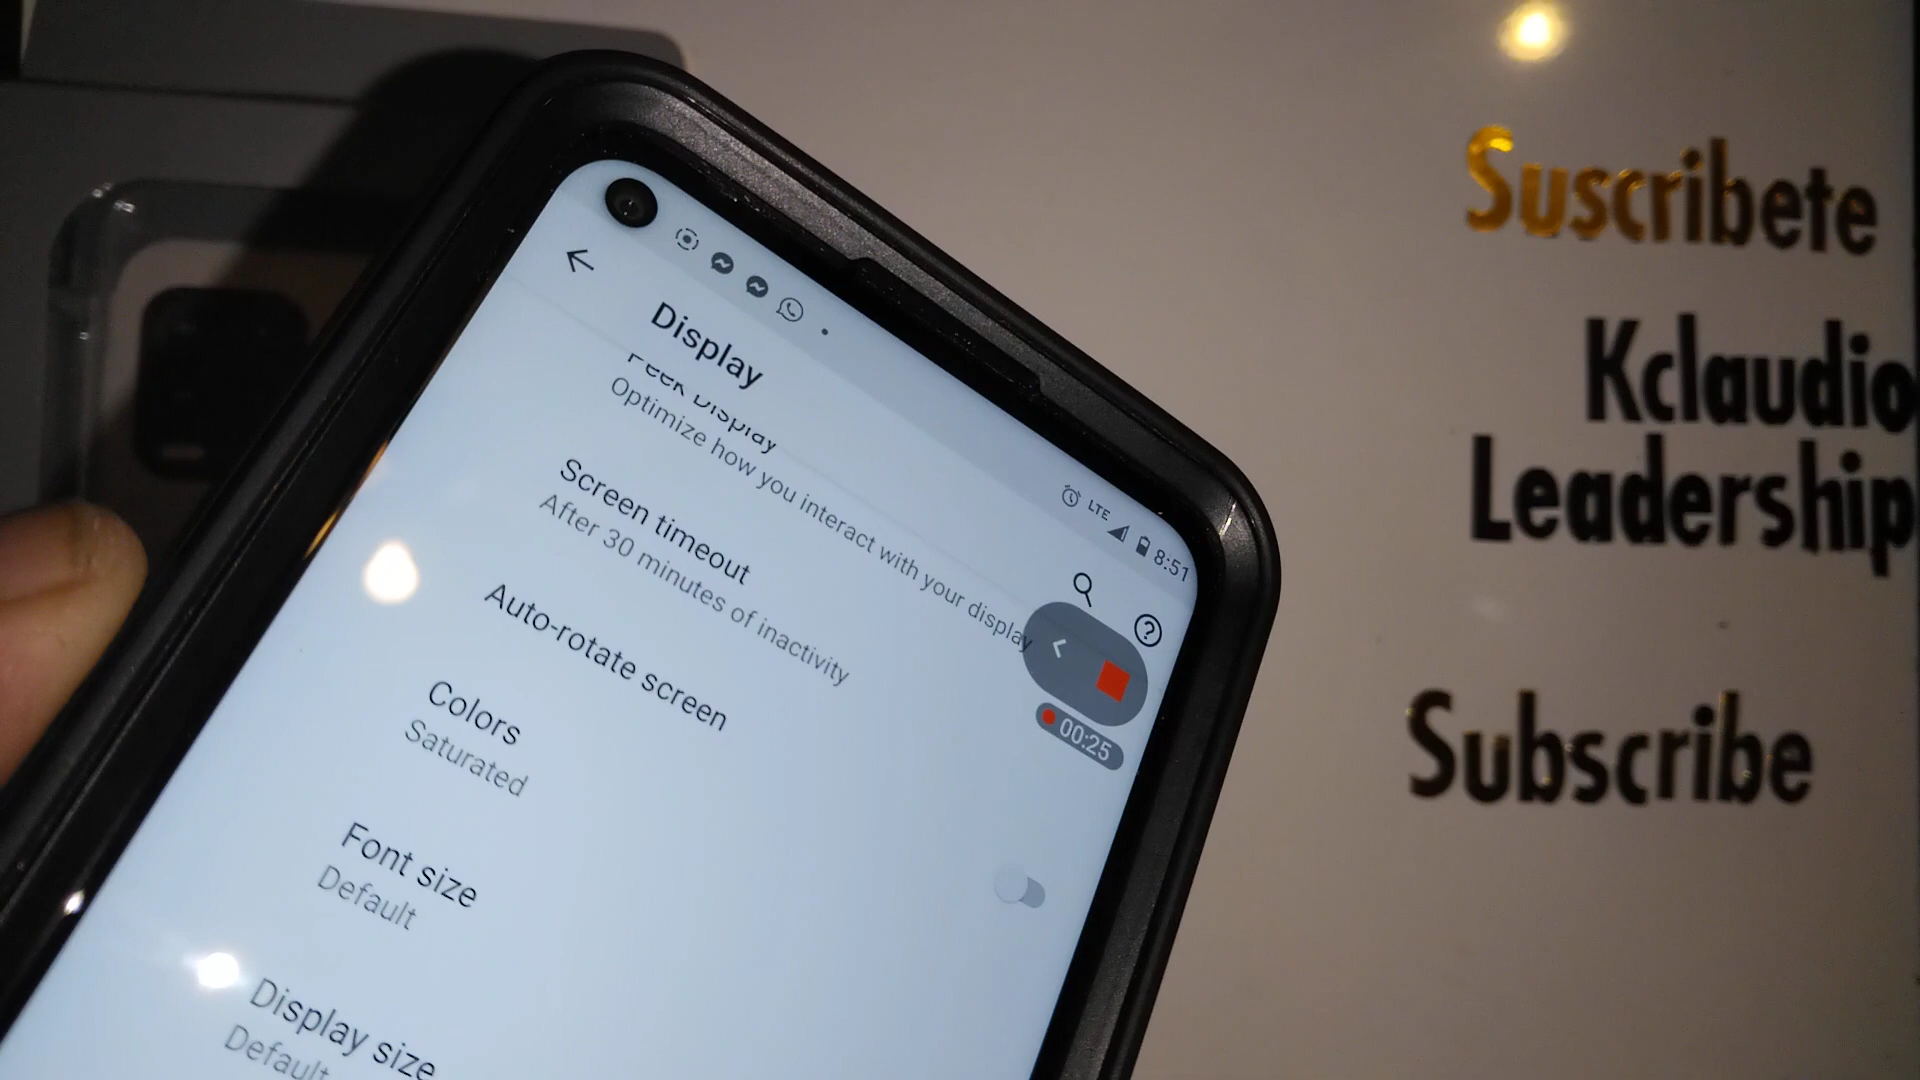 8:51
LTE
Display
Peek Display
Optimize how you interact with your display
Screen timeout
After 30 minutes of inactivity
Auto-rotate screen
Colors
Saturated
Font size
Default
Display size
Default
00:25
Suscribete
Kclaudio
Leadership
Subscribe